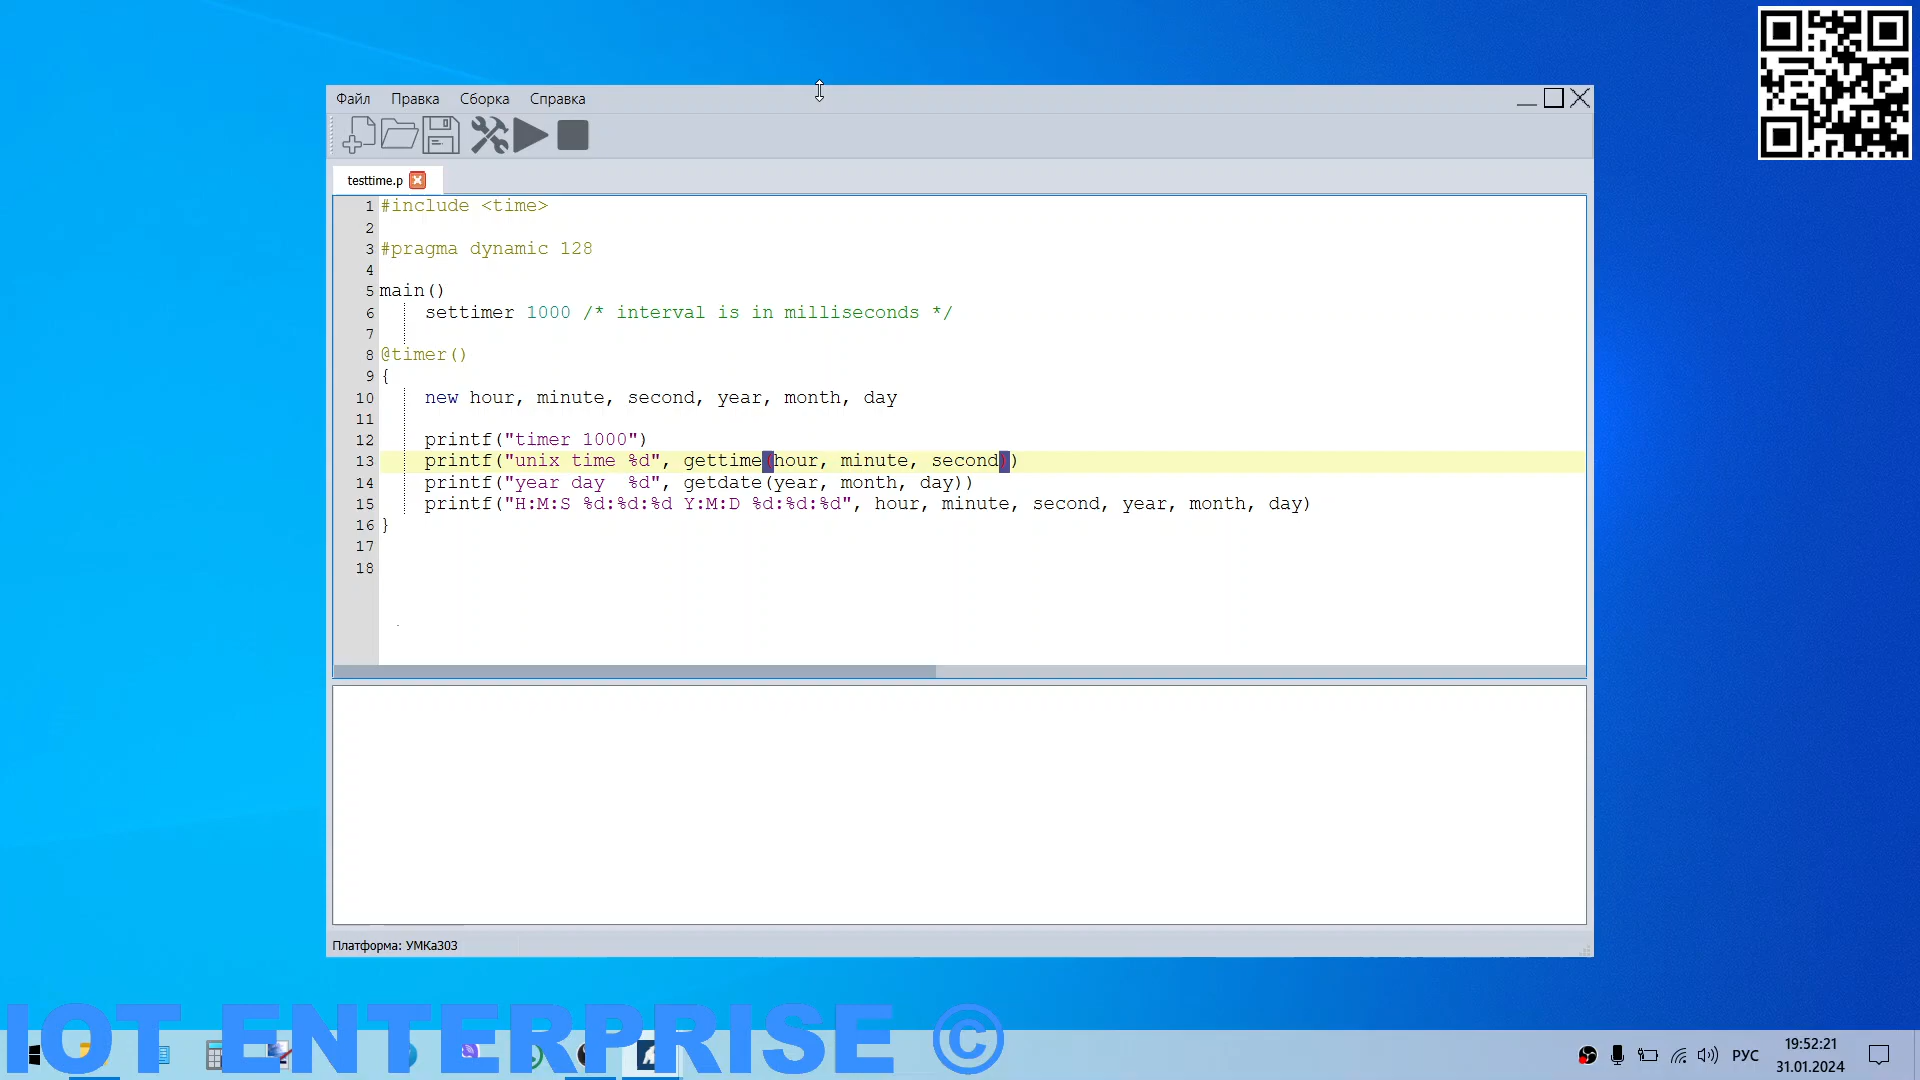 Файл Правка Сборка Справка
testtime.p
1 #include <time>
2
3 #pragma dynamic 128
4
5 main()
6 settimer 1000 /* interval is in milliseconds */
7
8 @timer()
9 {
10 new hour, minute, second, year, month, day
11
12 printf("timer 1000")
13 printf("unix time %d", gettime(hour, minute, second))
14 printf("year day  %d", getdate(year, month, day))
15 printf("H:M:S %d:%d:%d Y:M:D %d:%d:%d", hour, minute, second, year, month, day)
16 }
17
18
Платформа: УМКа303
IOT ENTERPRISE ©
РУС
19:52:21
31.01.2024